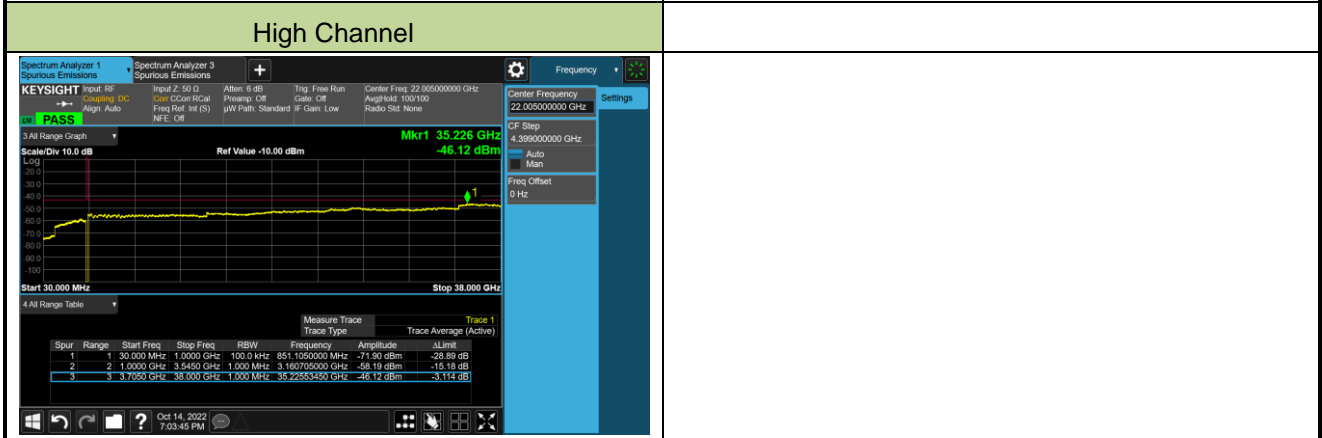 High Channel
Spectrum Analyzer 1
Spurious Emissions
Spectrum Analyzer 3
Spurious Emissions
Frequency
KEYSIGHT
Input: RF
Coupling: DC
Align: Auto
Input Z: 50 Ω
Corr CCorr RCal
Freq Ref: Int (S)
NFE: Off
Atten: 6 dB
Preamp: Off
µW Path: Standard
Trig: Free Run
Gate: Off
IF Gain: Low
Center Freq: 22.005000000 GHz
Avg|Hold: 100/100
Radio Std: None
PASS
Center Frequency
22.005000000 GHz
Settings
CF Step
4.399000000 GHz
Auto
Man
Freq Offset
0 Hz
3 All Range Graph
Mkr1 35.226 GHz
Scale/Div 10.0 dB
Ref Value -10.00 dBm
-46.12 dBm
Log
-20.0
-30.0
-40.0
-50.0
-60.0
-70.0
-80.0
-90.0
-100
1
Start 30.000 MHz
Stop 38.000 GHz
4 All Range Table
Measure Trace Trace 1
Trace Type Trace Average (Active)
Spur Range Start Freq Stop Freq RBW Frequency Amplitude ΔLimit
1 1 30.000 MHz 1.0000 GHz 100.0 kHz 851.1050000 MHz -71.90 dBm -28.89 dB
2 2 1.0000 GHz 3.5450 GHz 1.000 MHz 3.160705000 GHz -58.19 dBm -15.18 dB
3 3 3.7050 GHz 38.000 GHz 1.000 MHz 35.22553450 GHz -46.12 dBm -3.114 dB
Oct 14, 2022
7:03:45 PM